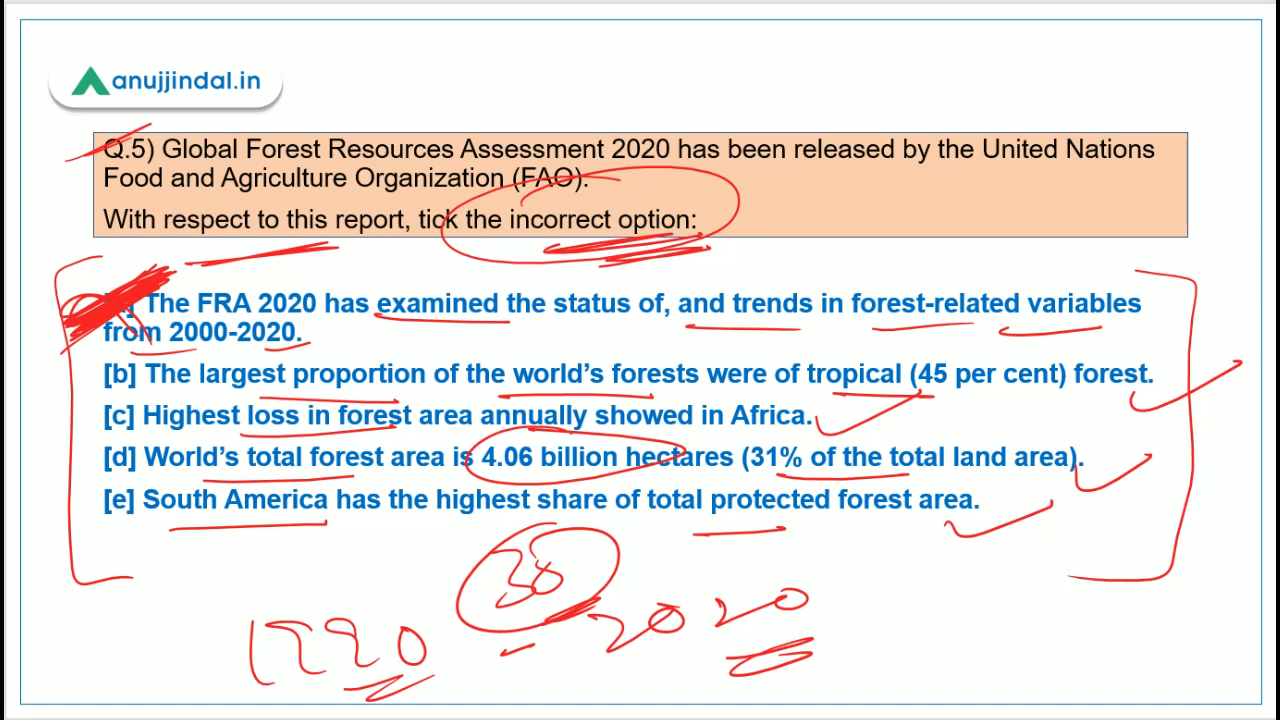 anujjindal.in
Q.5) Global Forest Resources Assessment 2020 has been released by the United Nations
Food and Agriculture Organization (FAO).
With respect to this report, tick the incorrect option:
The FRA 2020 has examined the status of, and trends in forest-related variables
from 2000-2020.
[b] The largest proportion of the world's forests were of tropical (45 per cent) forest.
[c] Highest loss in forest area annually showed in Africa.
[d] World's total forest area is 4.06 billion hectares (31% of the total land area).
[e] South America has the highest share of total protected forest area.
1990 2020